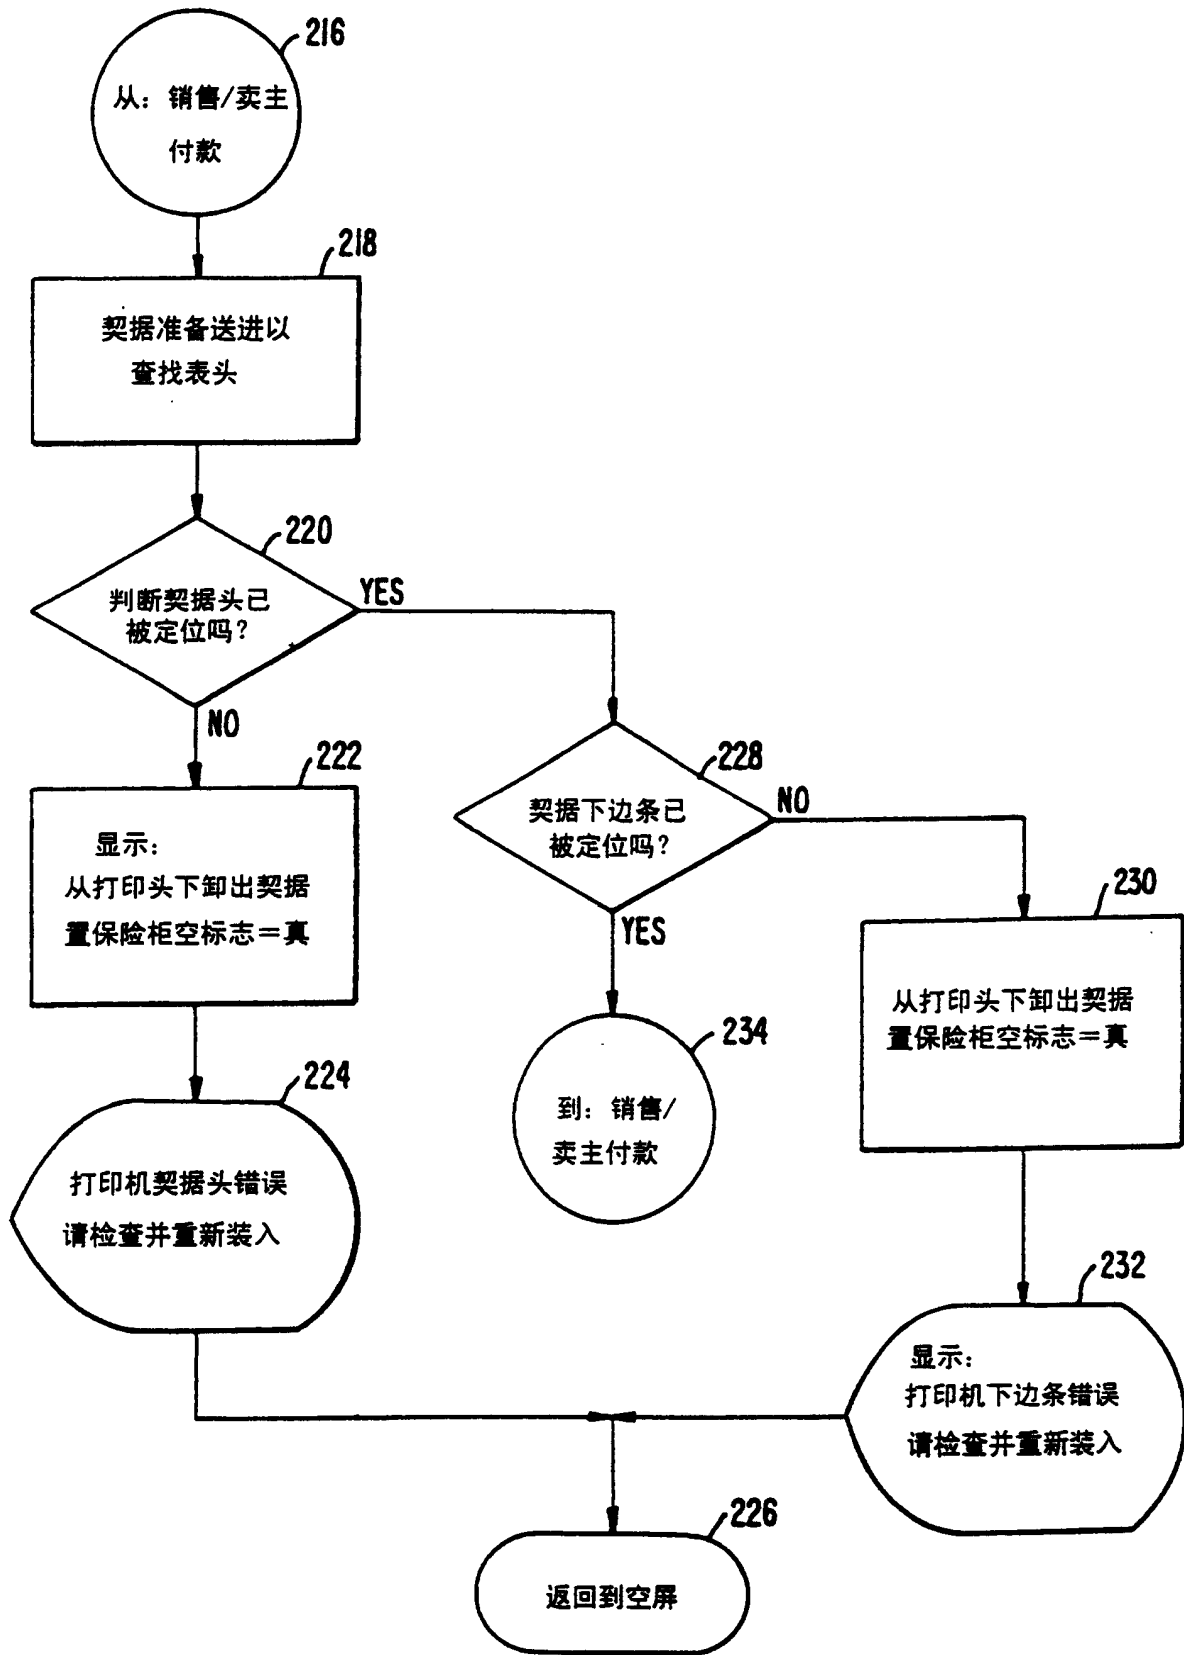 216
从：销售/卖主
付款
218
契据准备送进以
查找表头
220
判断契据头已
被定位吗？
YES
NO
222
显示：
从打印头下卸出契据
置保险柜空标志＝真
228
契据下边条已
被定位吗？
NO
YES
230
从打印头下卸出契据
置保险柜空标志＝真
224
打印机契据头错误
请检查并重新装入
234
到：销售/
卖主付款
232
显示：
打印机下边条错误
请检查并重新装入
226
返回到空屏